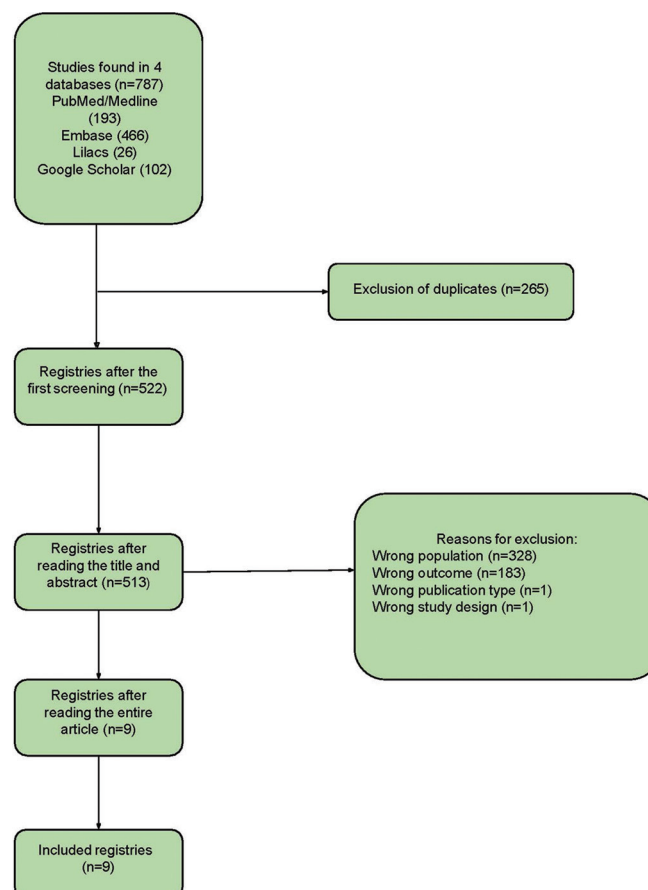 Studies found in 4
databases (n=787)
PubMed/Medline
(193)
Embase (466)
Lilacs (26)
Google Scholar (102)
Exclusion of duplicates (n=265)
Registries after the
first screening (n=522)
Registries after
reading the title and
abstract (n=513)
Reasons for exclusion:
Wrong population (n=328)
Wrong outcome (n=183)
Wrong publication type (n=1)
Wrong study design (n=1)
Registries after
reading the entire
article (n=9)
Included registries
(n=9)